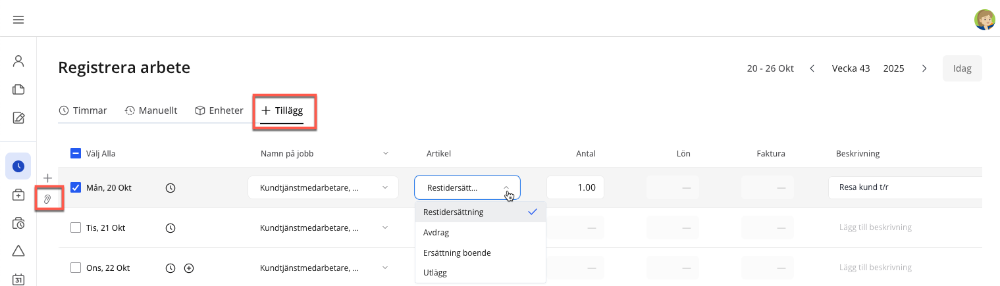 Registrera arbete
20 - 26 Okt Vecka 43 2025 Idag
Timmar Manuellt Enheter Tillägg
Välj Alla Namn på jobb Artikel Antal Lön Faktura Beskrivning
Mån, 20 Okt Kundtjänstmedarbetare, ... Restidersätt... 1.00 — — Resa kund t/r
Restidersättning
Tis, 21 Okt Kundtjänstmedarbetare, ... — — — Lägg till beskrivning
Avdrag
Ersättning boende
Ons, 22 Okt Kundtjänstmedarbetare, ... — — — Lägg till beskrivning
Utlägg
31